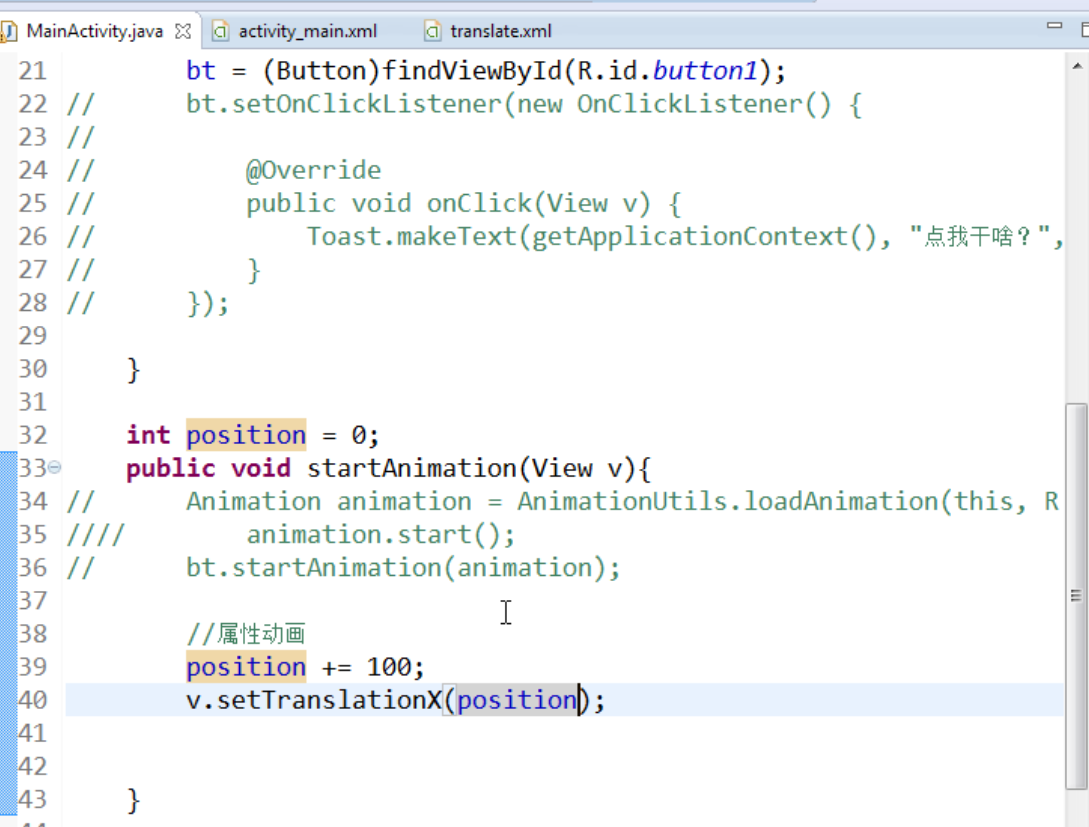 MainActivity.java activity_main.xml translate.xml
21 bt = (Button)findViewById(R.id.button1);
22 // bt.setOnClickListener(new OnClickListener() {
23 //
24 // @Override
25 // public void onClick(View v) {
26 // Toast.makeText(getApplicationContext(), "点我干啥？",
27 // }
28 // });
29
30 }
31
32 int position = 0;
33 public void startAnimation(View v){
34 // Animation animation = AnimationUtils.loadAnimation(this, R
35 //// animation.start();
36 // bt.startAnimation(animation);
37
38 //属性动画
39 position += 100;
40 v.setTranslationX(position);
41
42
43 }